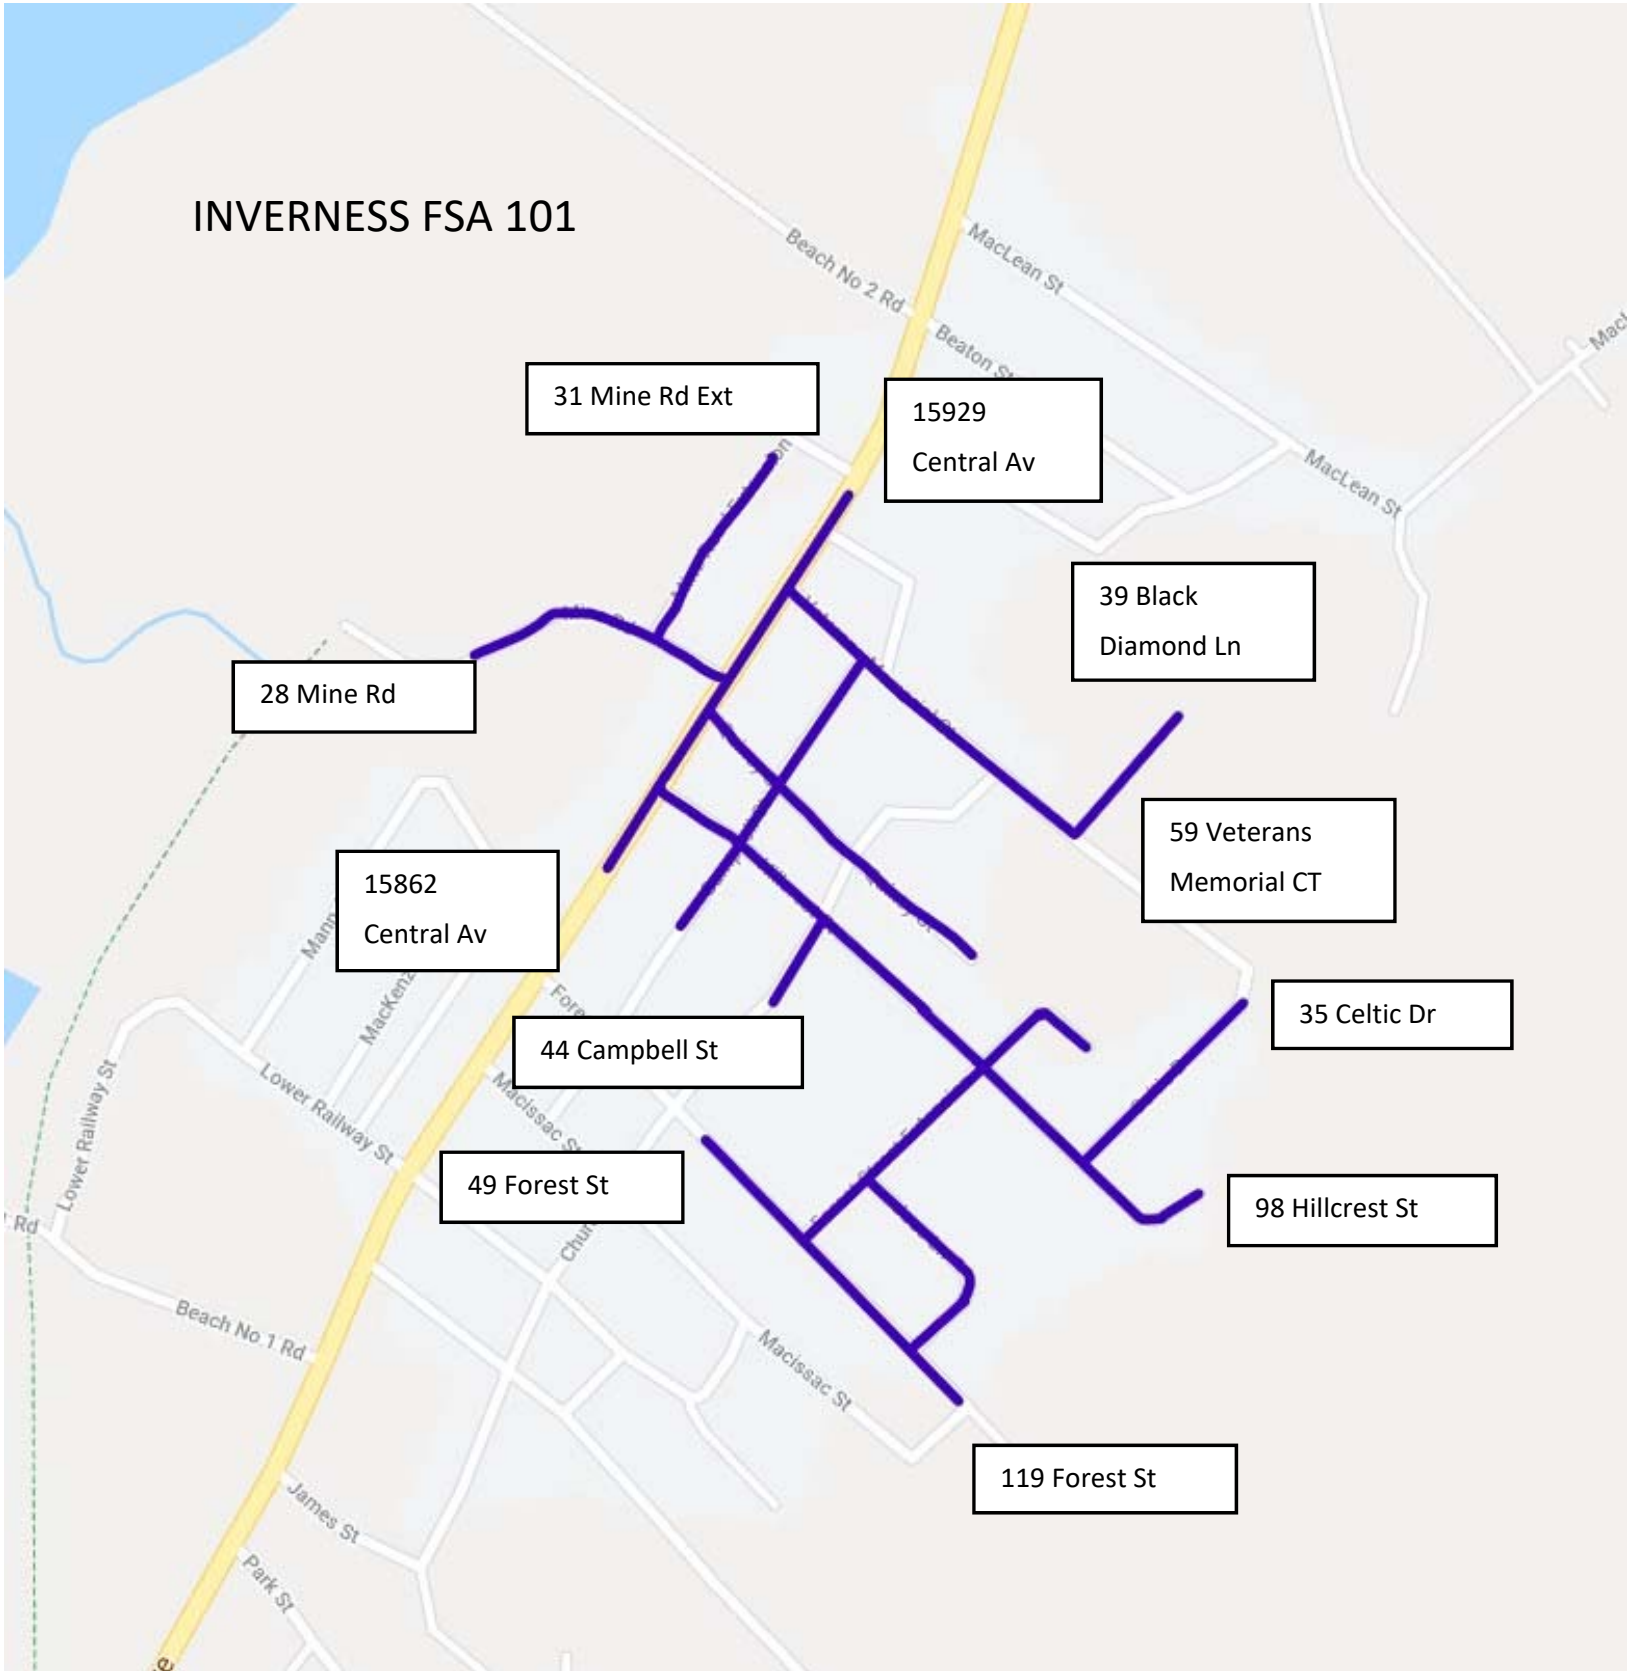 INVERNESS FSA 101
Beach No 2 Rd
MacLean St
Beaton St
31 Mine Rd Ext
15929
Central Av
MacLean St
39 Black
Diamond Ln
28 Mine Rd
59 Veterans
Memorial CT
15862
Central Av
35 Celtic Dr
44 Campbell St
Lower Railway St
Macissac St
Lower Railway St
49 Forest St
98 Hillcrest St
Rd
Beach No 1 Rd
Macissac St
119 Forest St
James St
Park St